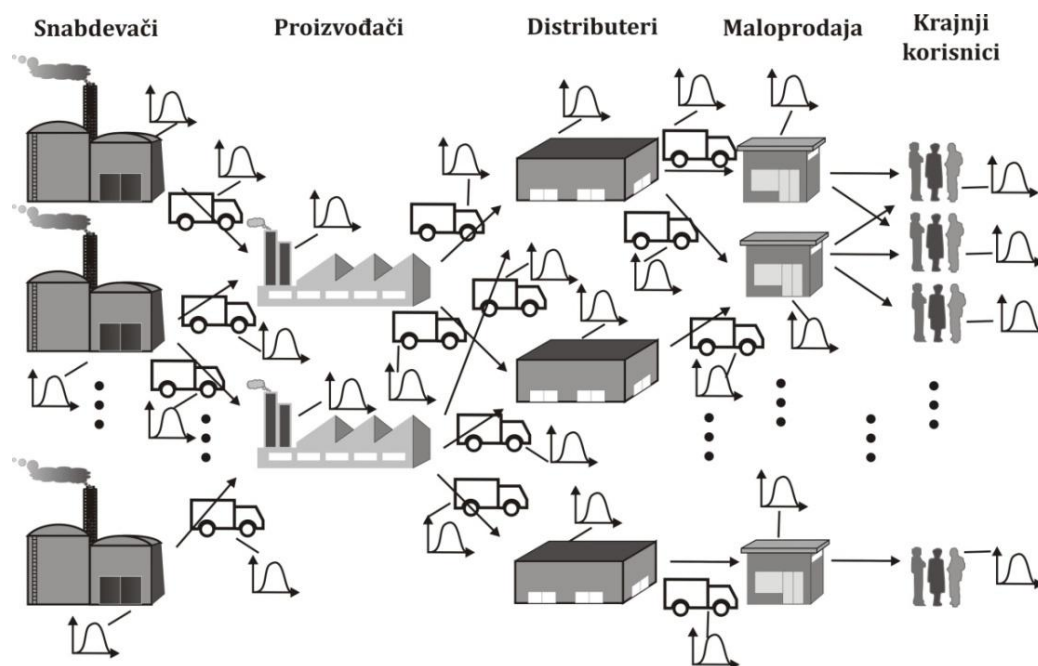 Snabdevači
Proizvođači
Distributeri
Maloprodaja
Krajnji
korisnici